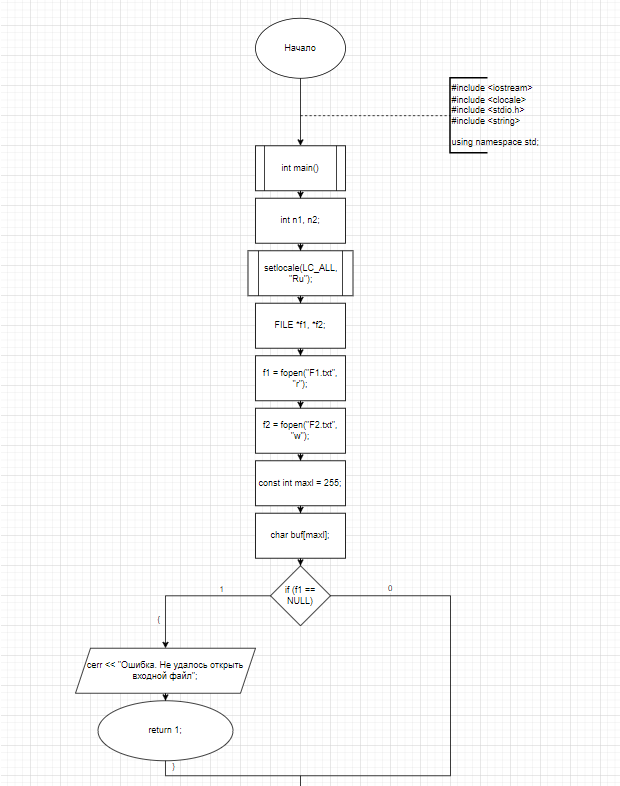 Начало
#include <iostream>
#include <clocale>
#include <stdio.h>
#include <string>
using namespace std;
int main()
int n1, n2;
setlocale(LC_ALL,
"Ru");
FILE *f1, *f2;
f1 = fopen("F1.txt",
"r");
f2 = fopen("F2.txt",
"w");
const int maxl = 255;
char buf[maxl];
if (f1 ==
NULL)
1
0
{
cerr << "Ошибка. Не удалось открыть
входной файл";
return 1;
}